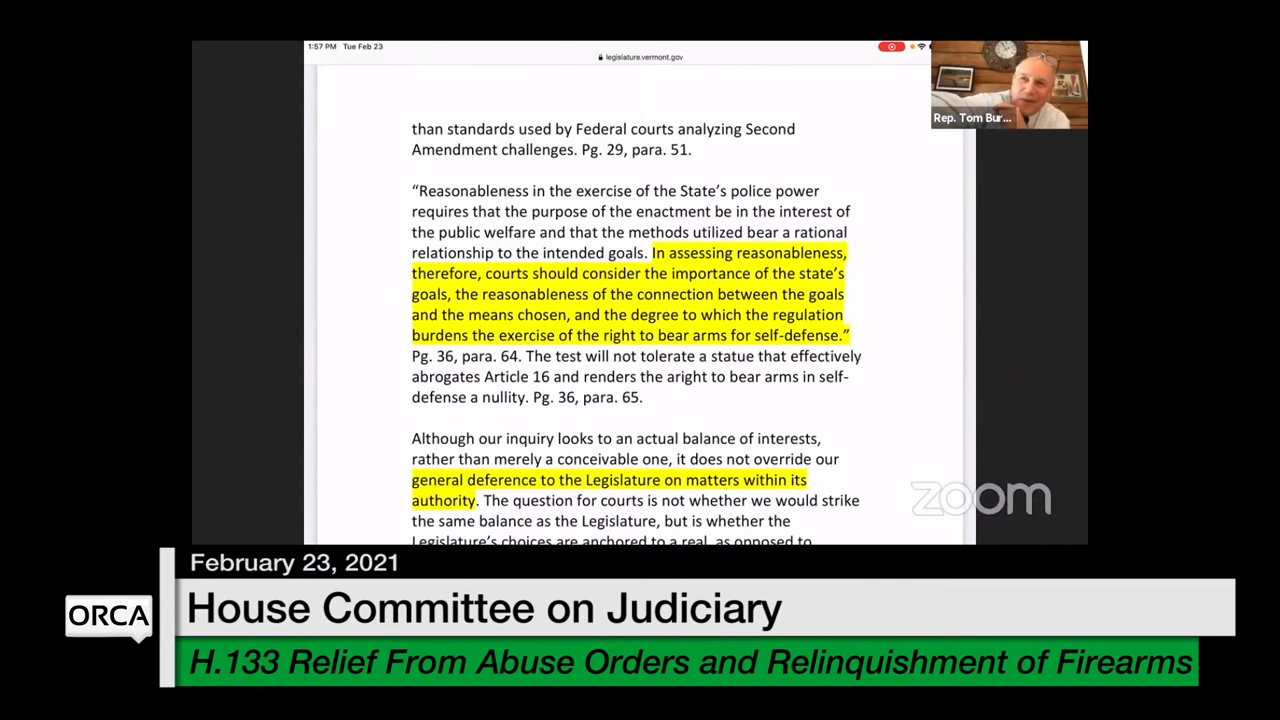 1:57 PM Tue Feb 23
legislature.vermont.gov
than standards used by Federal courts analyzing Second
Amendment challenges. Pg. 29, para. 51.
“Reasonableness in the exercise of the State’s police power
requires that the purpose of the enactment be in the interest of
the public welfare and that the methods utilized bear a rational
relationship to the intended goals. In assessing reasonableness,
therefore, courts should consider the importance of the state’s
goals, the reasonableness of the connection between the goals
and the means chosen, and the degree to which the regulation
burdens the exercise of the right to bear arms for self-defense.”
Pg. 36, para. 64. The test will not tolerate a statue that effectively
abrogates Article 16 and renders the aright to bear arms in self-
defense a nullity. Pg. 36, para. 65.
Although our inquiry looks to an actual balance of interests,
rather than merely a conceivable one, it does not override our
general deference to the Legislature on matters within its
authority. The question for courts is not whether we would strike
the same balance as the Legislature, but is whether the
Legislature’s choices are anchored to a real, as opposed to
Rep. Tom Bur...
zoom
February 23, 2021
ORCA
House Committee on Judiciary
H.133 Relief From Abuse Orders and Relinquishment of Firearms